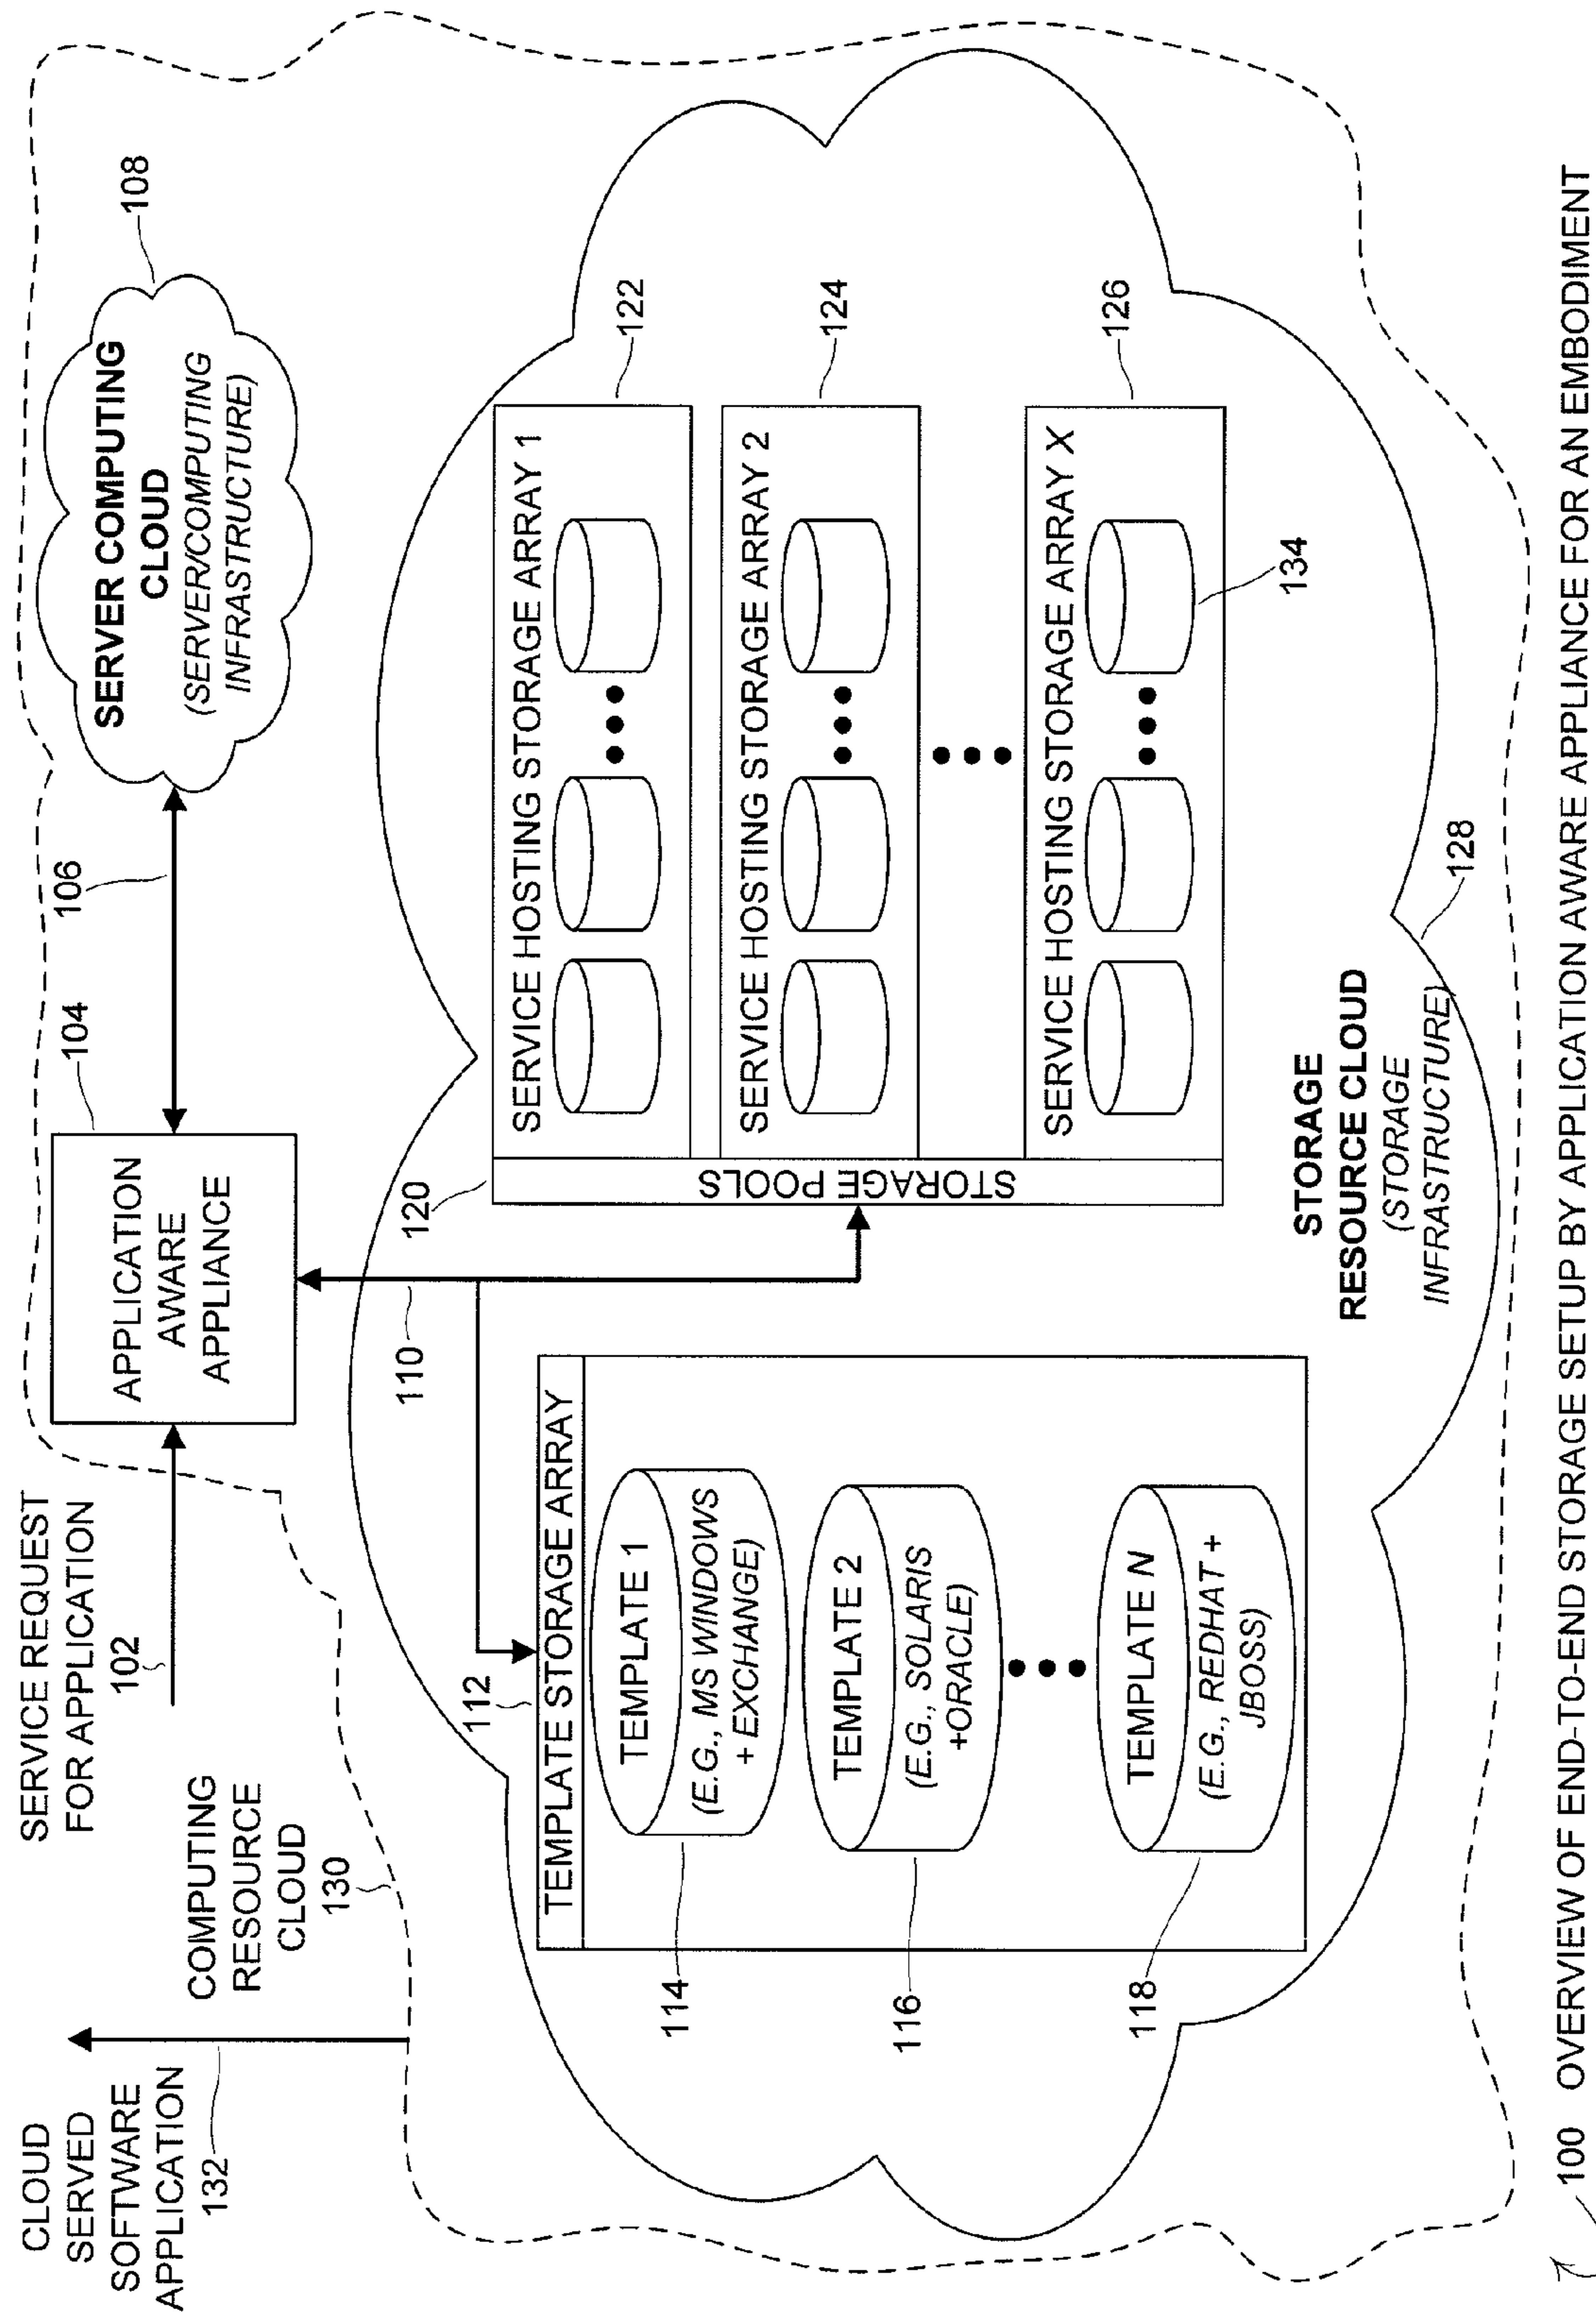 CLOUD
SERVED
SOFTWARE
APPLICATION
132
SERVICE REQUEST
FOR APPLICATION
102
COMPUTING
RESOURCE
CLOUD
130
APPLICATION
AWARE
APPLIANCE
104
106
SERVER COMPUTING
CLOUD
(SERVER/COMPUTING
INFRASTRUCTURE)
108
110
112
TEMPLATE STORAGE ARRAY
TEMPLATE 1
(E.G., MS WINDOWS
+ EXCHANGE)
114
TEMPLATE 2
(E.G., SOLARIS
+ORACLE)
116
TEMPLATE N
(E.G., REDHAT +
JBOSS)
118
120
STORAGE POOLS
SERVICE HOSTING STORAGE ARRAY 1
122
SERVICE HOSTING STORAGE ARRAY 2
124
SERVICE HOSTING STORAGE ARRAY X
126
134
STORAGE
RESOURCE CLOUD
(STORAGE
INFRASTRUCTURE)
128
100 OVERVIEW OF END-TO-END STORAGE SETUP BY APPLICATION AWARE APPLIANCE FOR AN EMBODIMENT